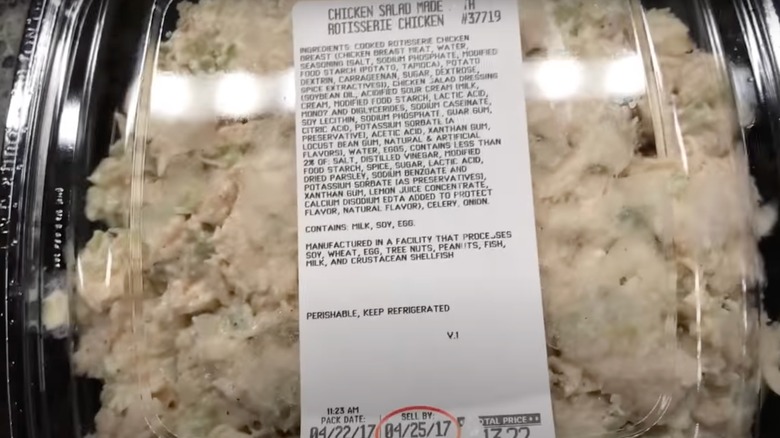 CHICKEN SALAD MADE
ROTISSERIE CHICKEN #37719
INGREDIENTS: COOKED ROTISSERIE CHICKEN
BREAST (CHICKEN BREAST MEAT, WATER,
SEASONING (SALT, SODIUM PHOSPHATE, MODIFIED
FOOD STARCH (POTATO, TAPIOCA), POTATO
DEXTRIN, CARRAGEENAN, SUGAR, DEXTROSE,
SPICE EXTRACTIVES)), CHICKEN SALAD DRESSING
(SOYBEAN OIL, ACIDIFIED SOUR CREAM (MILK,
CREAM, MODIFIED FOOD STARCH, LACTIC ACID,
MONO? AND DIGLYCERIDES, SODIUM CASEINATE,
SOY LECITHIN, SODIUM PHOSPHATE, GUAR GUM,
CITRIC ACID, POTASSIUM SORBATE (A
PRESERVATIVE), ACETIC ACID, XANTHAN GUM,
LOCUST BEAN GUM, NATURAL & ARTIFICIAL
FLAVORS), WATER, EGGS, CONTAINS LESS THAN
2% OF: SALT, DISTILLED VINEGAR, MODIFIED
FOOD STARCH, SPICE, SUGAR, LACTIC ACID,
DRIED PARSLEY, SODIUM BENZOATE AND
POTASSIUM SORBATE (AS PRESERVATIVES),
XANTHAN GUM, LEMON JUICE CONCENTRATE,
CALCIUM DISODIUM EDTA ADDED TO PROTECT
FLAVOR, NATURAL FLAVOR), CELERY, ONION.
CONTAINS: MILK, SOY, EGG.
MANUFACTURED IN A FACILITY THAT PROCESSES
SOY, WHEAT, EGG, TREE NUTS, PEANUTS, FISH,
MILK, AND CRUSTACEAN SHELLFISH
PERISHABLE, KEEP REFRIGERATED
V.1
11:23 AM
PACK DATE: SELL BY: TOTAL PRICE
04/22/17 04/25/17 13.22